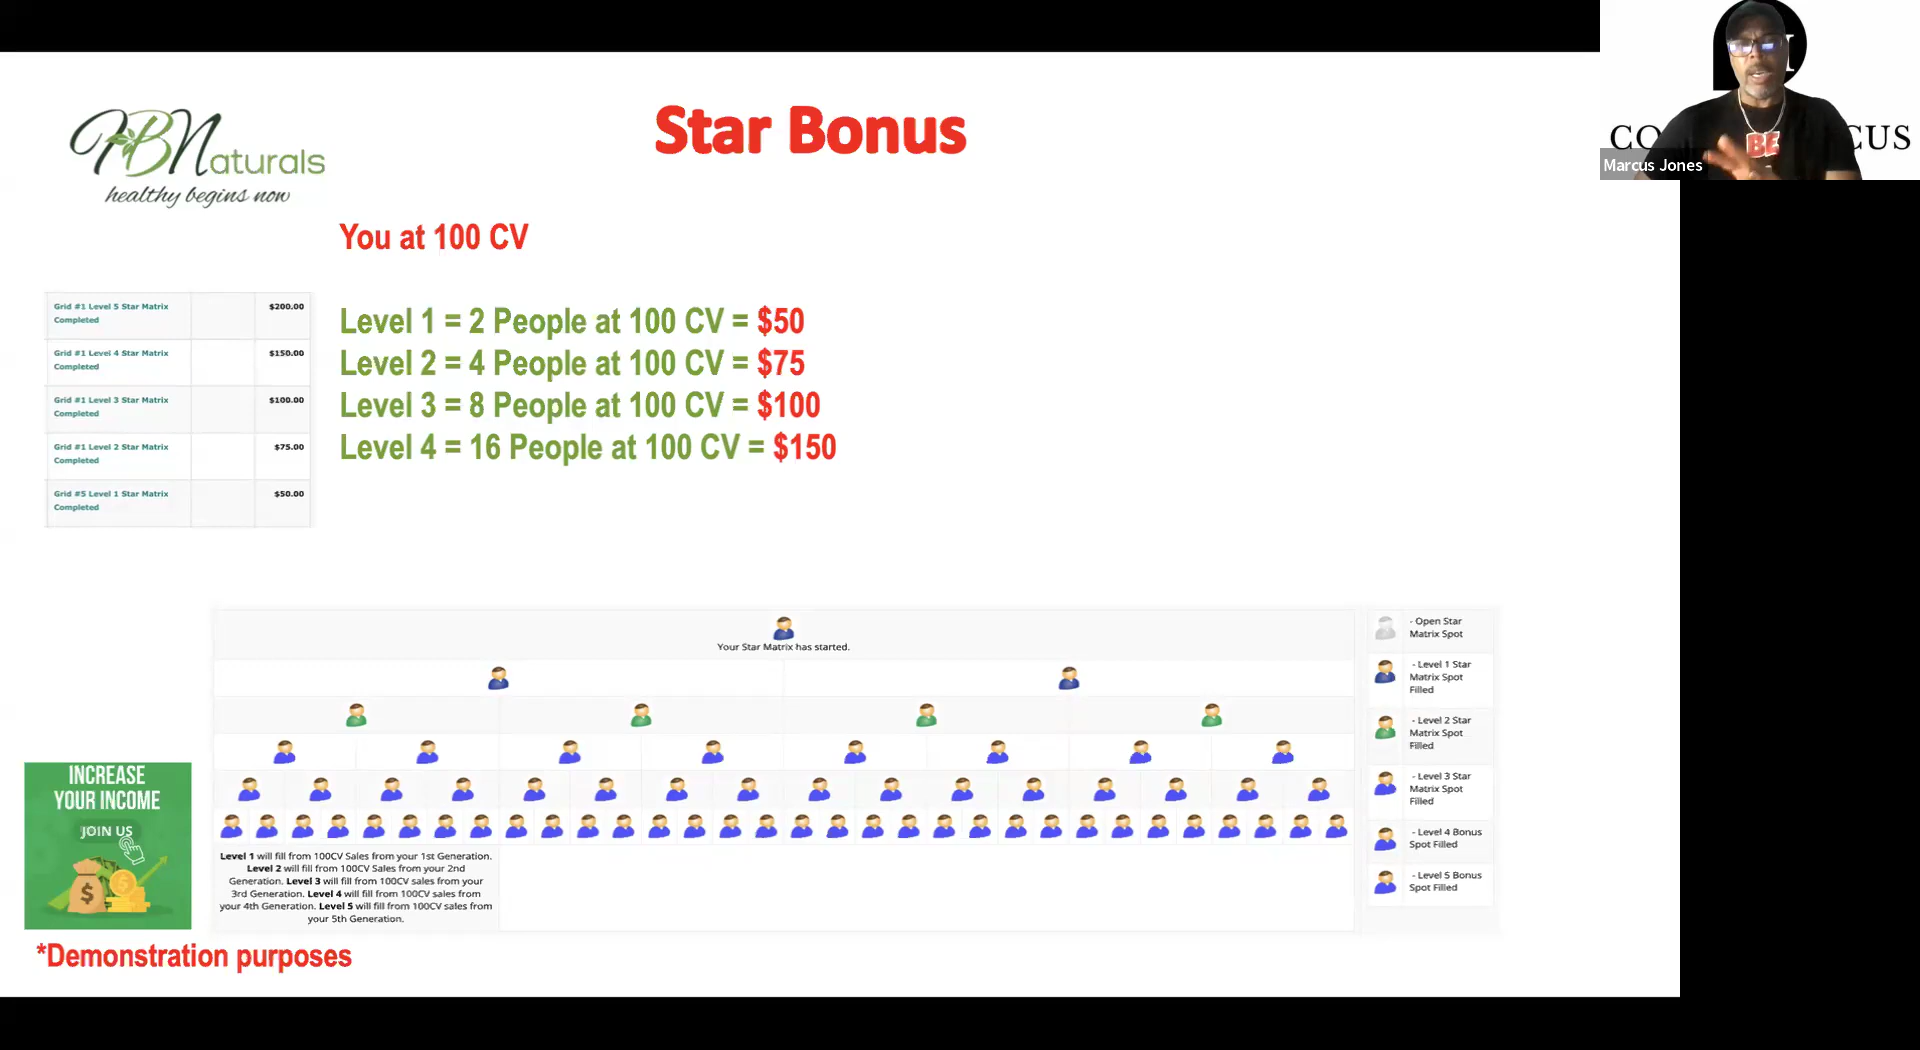 HBNaturals
healthy begins now
Star Bonus
Marcus Jones
CO
CUS
BE
You at 100 CV
Level 1 = 2 People at 100 CV = $50
Level 2 = 4 People at 100 CV = $75
Level 3 = 8 People at 100 CV = $100
Level 4 = 16 People at 100 CV = $150
Grid #1 Level 5 Star Matrix $200.00
Completed
Grid #1 Level 4 Star Matrix $150.00
Completed
Grid #1 Level 3 Star Matrix $100.00
Completed
Grid #1 Level 2 Star Matrix $75.00
Completed
Grid #5 Level 1 Star Matrix $50.00
Completed
Your Star Matrix has started.
Level 1 will fill from 100CV Sales from your 1st Generation.
Level 2 will fill from 100CV Sales from your 2nd
Generation. Level 3 will fill from 100CV sales from your
3rd Generation. Level 4 will fill from 100CV sales from
your 4th Generation. Level 5 will fill from 100CV sales from
your 5th Generation.
- Open Star
Matrix Spot
- Level 1 Star
Matrix Spot
Filled
- Level 2 Star
Matrix Spot
Filled
- Level 3 Star
Matrix Spot
Filled
- Level 4 Bonus
Spot Filled
- Level 5 Bonus
Spot Filled
INCREASE
YOUR INCOME
JOIN US
$
$
*Demonstration purposes